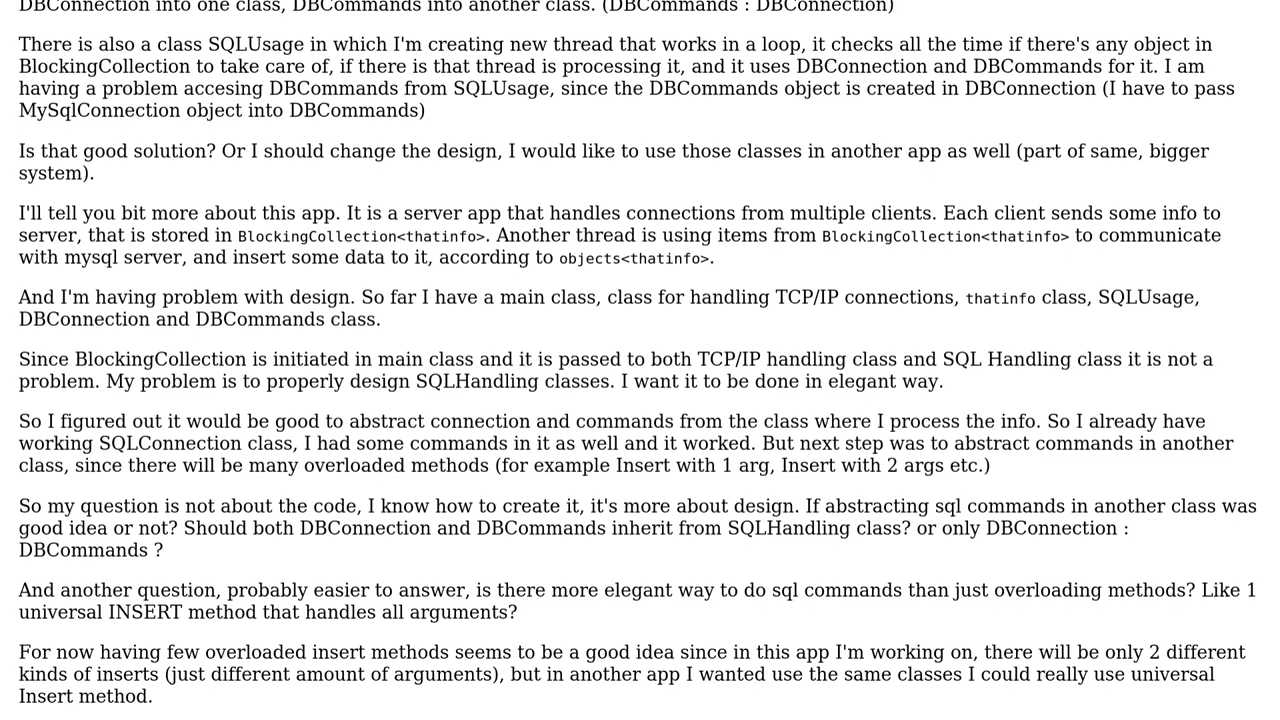 DBConnection into one class, DBCommands into another class. (DBCommands : DBConnection)
There is also a class SQLUsage in which I'm creating new thread that works in a loop, it checks all the time if there's any object in
BlockingCollection to take care of, if there is that thread is processing it, and it uses DBConnection and DBCommands for it. I am
having a problem accesing DBCommands from SQLUsage, since the DBCommands object is created in DBConnection (I have to pass
MySqlConnection object into DBCommands)
Is that good solution? Or I should change the design, I would like to use those classes in another app as well (part of same, bigger
system).
I'll tell you bit more about this app. It is a server app that handles connections from multiple clients. Each client sends some info to
server, that is stored in BlockingCollection<thatinfo>. Another thread is using items from BlockingCollection<thatinfo> to communicate
with mysql server, and insert some data to it, according to objects<thatinfo>.
And I'm having problem with design. So far I have a main class, class for handling TCP/IP connections, thatinfo class, SQLUsage,
DBConnection and DBCommands class.
Since BlockingCollection is initiated in main class and it is passed to both TCP/IP handling class and SQL Handling class it is not a
problem. My problem is to properly design SQLHandling classes. I want it to be done in elegant way.
So I figured out it would be good to abstract connection and commands from the class where I process the info. So I already have
working SQLConnection class, I had some commands in it as well and it worked. But next step was to abstract commands in another
class, since there will be many overloaded methods (for example Insert with 1 arg, Insert with 2 args etc.)
So my question is not about the code, I know how to create it, it's more about design. If abstracting sql commands in another class was
good idea or not? Should both DBConnection and DBCommands inherit from SQLHandling class? or only DBConnection :
DBCommands ?
And another question, probably easier to answer, is there more elegant way to do sql commands than just overloading methods? Like 1
universal INSERT method that handles all arguments?
For now having few overloaded insert methods seems to be a good idea since in this app I'm working on, there will be only 2 different
kinds of inserts (just different amount of arguments), but in another app I wanted use the same classes I could really use universal
Insert method.